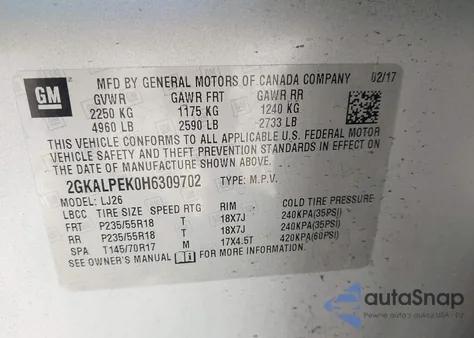 GM
MFD BY GENERAL MOTORS OF CANADA COMPANY 02/17
GVWR GAWR FRT GAWR RR
2250 KG 1175 KG 1240 KG
4960 LB 2590 LB 2733 LB
THIS VEHICLE CONFORMS TO ALL APPLICABLE U.S. FEDERAL MOTOR
VEHICLE SAFETY AND THEFT PREVENTION STANDARDS IN EFFECT ON
THE DATE OF MANUFACTURE SHOWN ABOVE.
2GKALPEK0H6309702 TYPE: M.P.V.
MODEL: LJ26
LBCC TIRE SIZE SPEED RTG RIM COLD TIRE PRESSURE
FRT P235/55R18 T 18X7J 240KPA(35PSI)
RR P235/55R18 T 18X7J 240KPA(35PSI)
SPA T145/70R17 M 17X4.5T 420KPA(60PSI)
SEE OWNER'S MANUAL FOR MORE INFORMATION
autoSnap
Pewne auto z USA